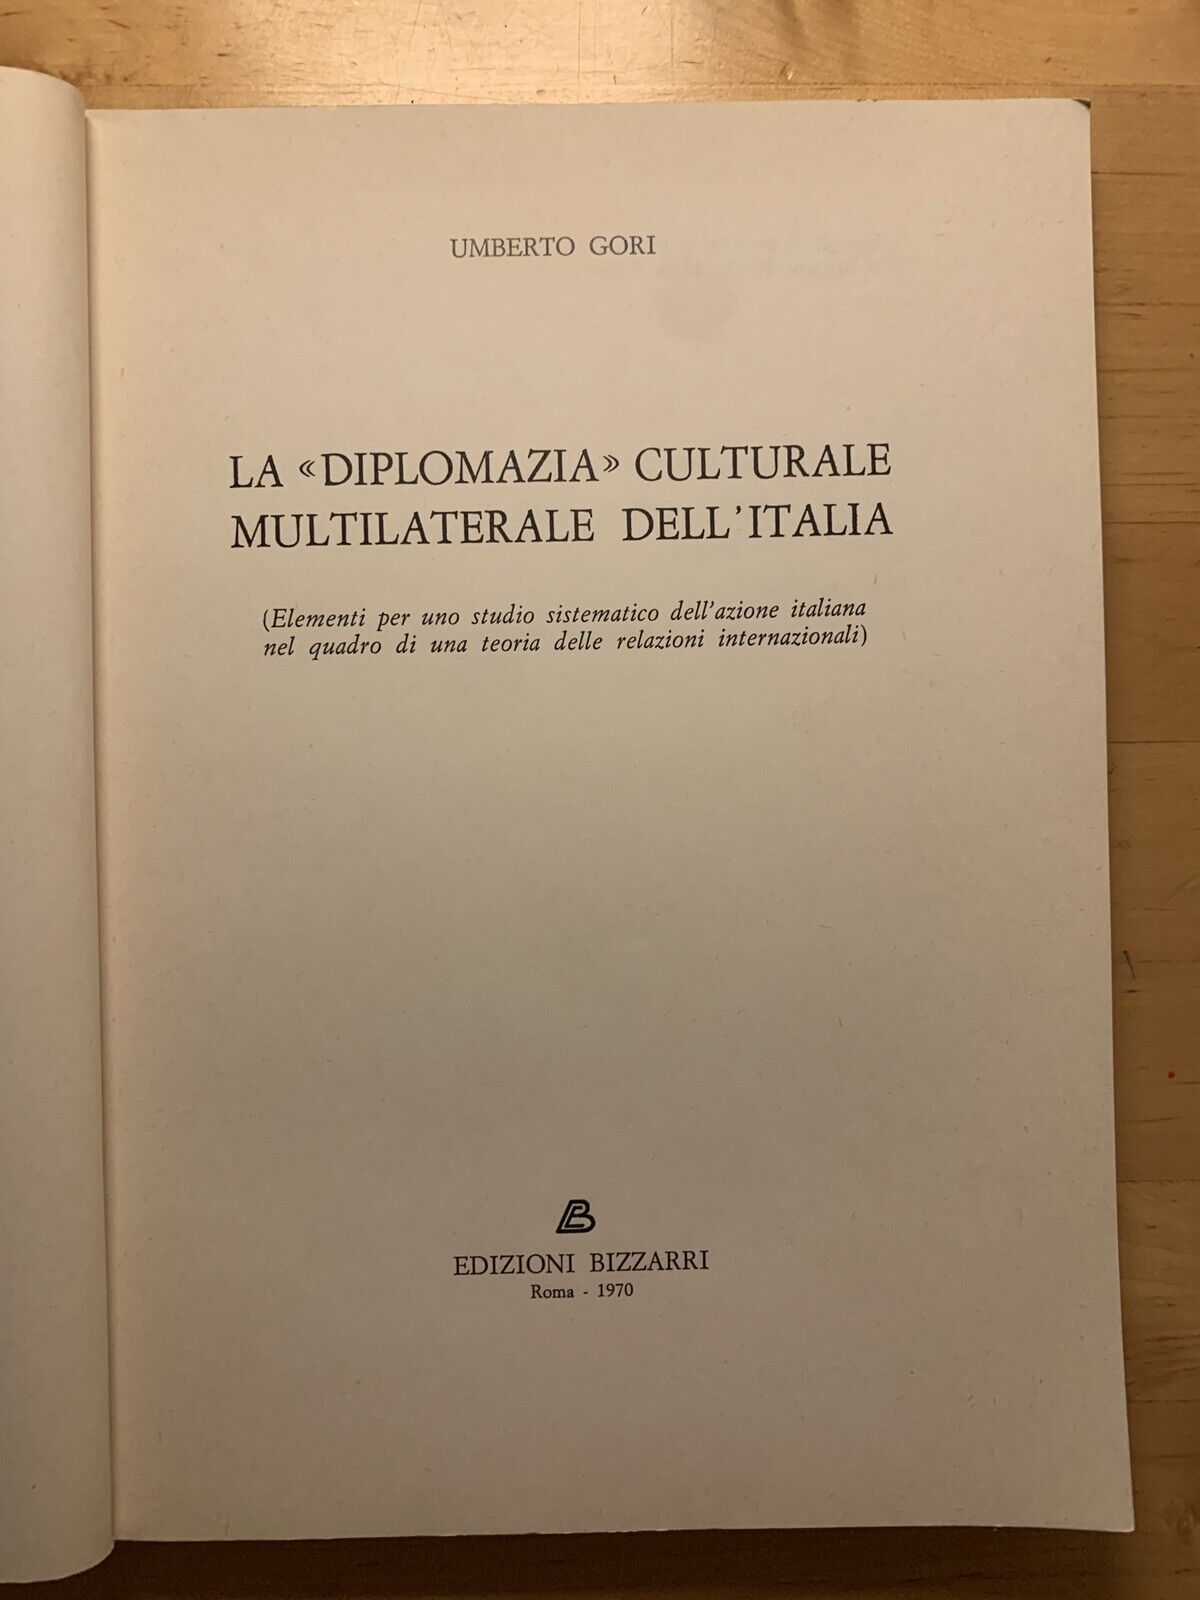 UMBERTO GORI
LA «DIPLOMAZIA» CULTURALE
MULTILATERALE DELL'ITALIA
(Elementi per uno studio sistematico dell'azione italiana
nel quadro di una teoria delle relazioni internazionali)
EDIZIONI BIZZARRI
Roma - 1970